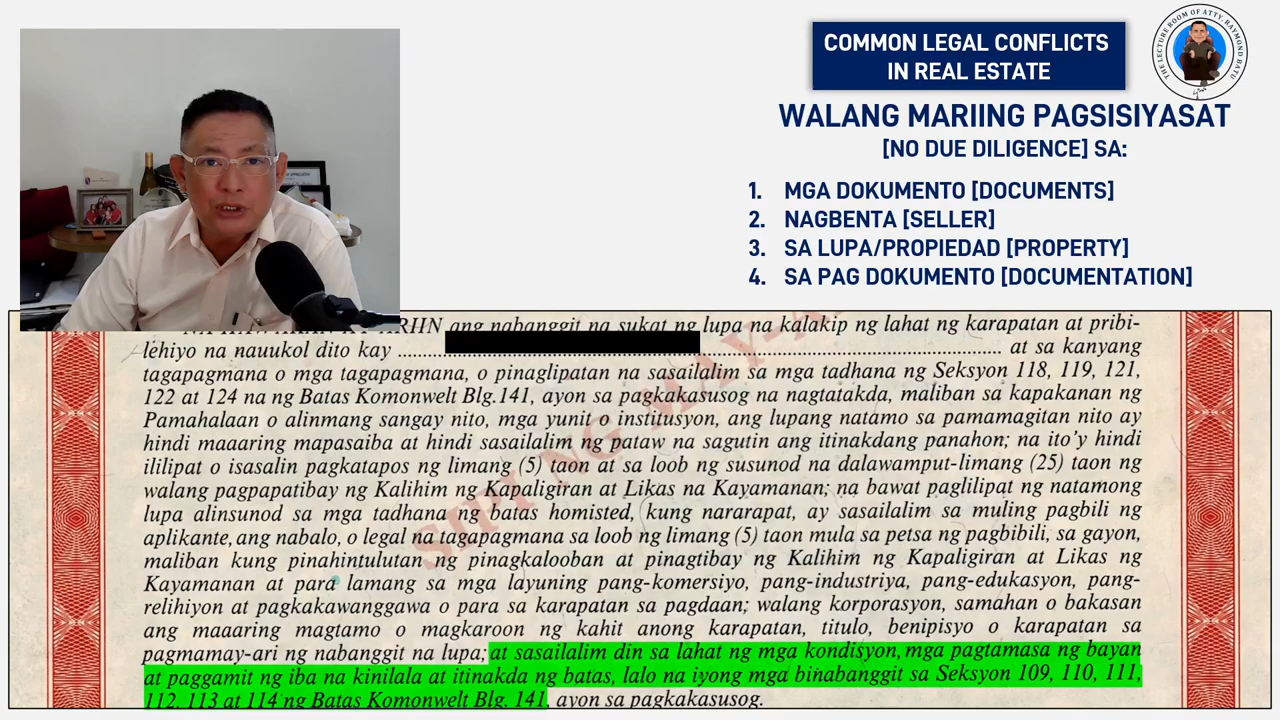 COMMON LEGAL CONFLICTS
IN REAL ESTATE
THE LECTURE ROOM OF ATTY. RAYMOND BATU
WALANG MARIING PAGSISIYASAT
[NO DUE DILIGENCE] SA:
1. MGA DOKUMENTO [DOCUMENTS]
2. NAGBENTA [SELLER]
3. SA LUPA/PROPIEDAD [PROPERTY]
4. SA PAG DOKUMENTO [DOCUMENTATION]
ang nabanggit na sukat ng lupa na kalakip ng lahat ng karapatan at pribi-
lehiyo na nauukol dito kay ........ at sa kanyang
tagapagmana o mga tagapagmana, o pinaglipatan na sasailalim sa mga tadhana ng Seksyon 118, 119, 121,
122 at 124 na ng Batas Komonwelt Blg.141, ayon sa pagkakasusog na nagtatakda, maliban sa kapakanan ng
Pamahalaan o alinmang sangay nito, mga yunit o institusyon, ang lupang natamo sa pamamagitan nito ay
hindi maaaring mapasaiba at hindi sasailalim ng pataw na sagutin ang itinakdang panahon; na ito'y hindi
ililipat o isasalin pagkatapos ng limang (5) taon at sa loob ng susunod na dalawamput-limang (25) taon ng
walang pagpapatibay ng Kalihim ng Kapaligiran at Likas na Kayamanan; na bawat paglilipat ng natamong
lupa alinsunod sa mga tadhana ng batas homisted, kung nararapat, ay sasailalim sa muling pagbili ng
aplikante, ang nabalo, o legal na tagapagmana sa loob ng limang (5) taon mula sa petsa ng pagbibili, sa gayon,
maliban kung pinahintulutan ng pinagkalooban at pinagtibay ng Kalihim ng Kapaligiran at Likas ng
Kayamanan at para lamang sa mga layuning pang-komersiyo, pang-industriya, pang-edukasyon, pang-
relihiyon at pagkakawanggawa o para sa karapatan sa pagdaan; walang korporasyon, samahan o bakasan
ang maaaring magtamo o magkaroon ng kahit anong karapatan, titulo, benipisyo o karapatan sa
pagmamay-ari ng nabanggit na lupa; at sasailalim din sa lahat ng mga kondisyon, mga pagtamasa ng bayan
at paggamit ng iba na kinilala at itinakda ng batas, lalo na iyong mga binabanggit sa Seksyon 109, 110, 111,
112, 113 at 114 ng Batas Komonwelt Blg. 141, ayon sa pagkakasusog.
SIPI NG MAY-A